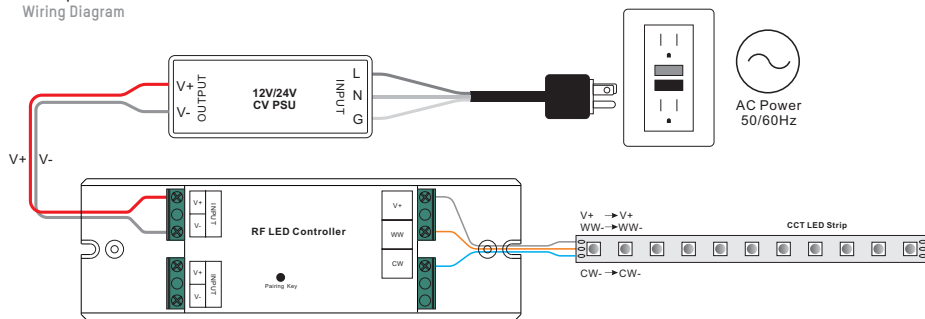 Wiring Diagram
V+
V-
OUTPUT
12V/24V
CV PSU
INPUT
L
N
G
AC Power
50/60Hz
V+
V-
V+
V-
INPUT
RF LED Controller
V+
WW
CW
V+
V-
INPUT
Pairing Key
V+ → V+
WW- → WW-
CW- → CW-
CCT LED Strip